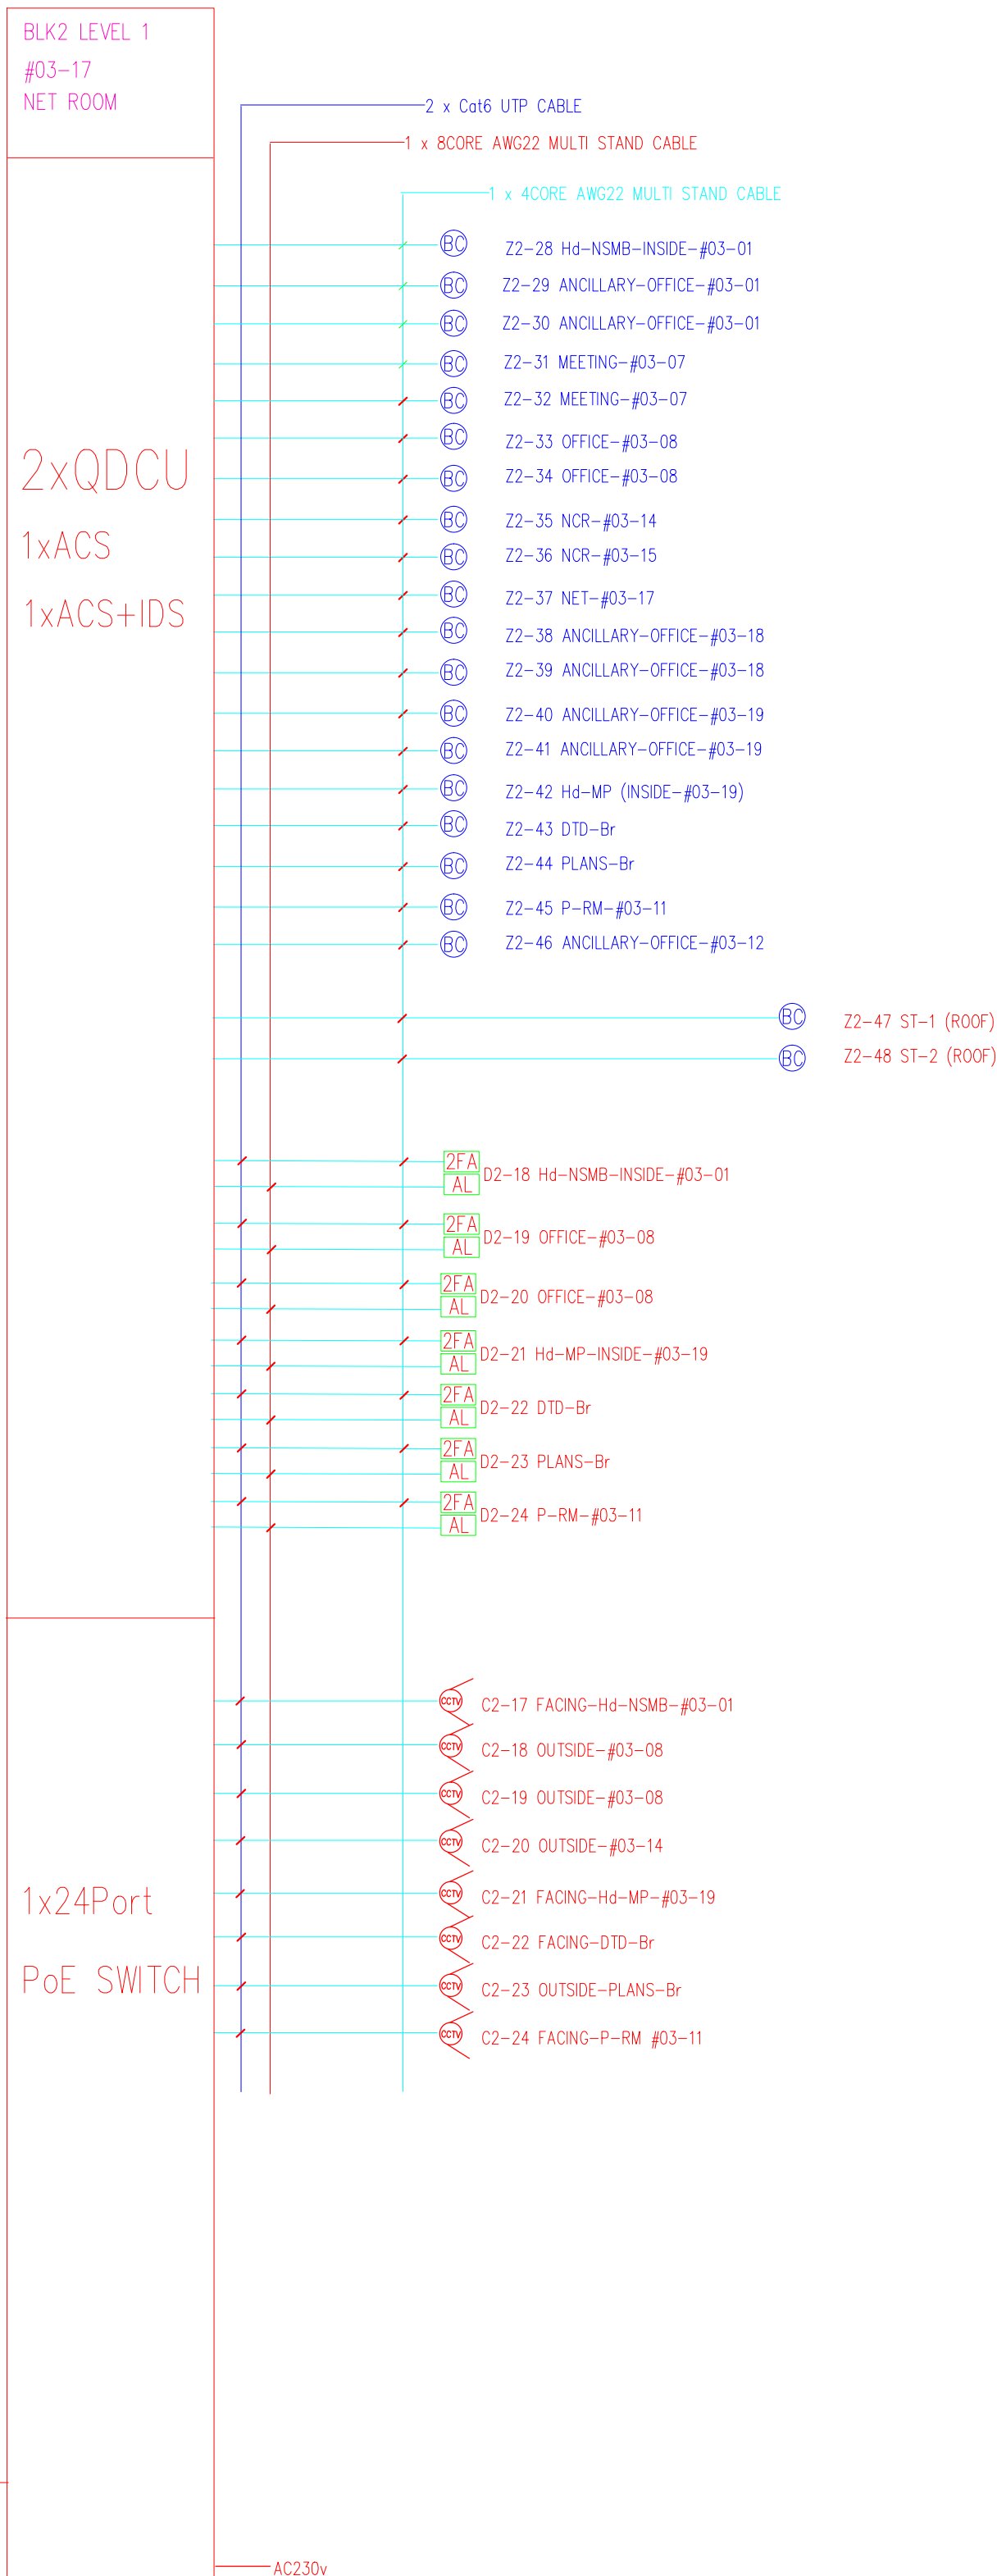 BLK2 LEVEL 1
#03-17
NET ROOM
2 x Cat6 UTP CABLE
1 x 8CORE AWG22 MULTI STAND CABLE
1 x 4CORE AWG22 MULTI STAND CABLE
BC Z2-28 Hd-NSMB-INSIDE-#03-01
BC Z2-29 ANCILLARY-OFFICE-#03-01
BC Z2-30 ANCILLARY-OFFICE-#03-01
BC Z2-31 MEETING-#03-07
BC Z2-32 MEETING-#03-07
BC Z2-33 OFFICE-#03-08
BC Z2-34 OFFICE-#03-08
BC Z2-35 NCR-#03-14
BC Z2-36 NCR-#03-15
BC Z2-37 NET-#03-17
BC Z2-38 ANCILLARY-OFFICE-#03-18
BC Z2-39 ANCILLARY-OFFICE-#03-18
BC Z2-40 ANCILLARY-OFFICE-#03-19
BC Z2-41 ANCILLARY-OFFICE-#03-19
BC Z2-42 Hd-MP (INSIDE-#03-19)
BC Z2-43 DTD-Br
BC Z2-44 PLANS-Br
BC Z2-45 P-RM-#03-11
BC Z2-46 ANCILLARY-OFFICE-#03-12
BC Z2-47 ST-1 (ROOF)
BC Z2-48 ST-2 (ROOF)
2xQDCU
1xACS
1xACS+IDS
2FA
AL
D2-18 Hd-NSMB-INSIDE-#03-01
2FA
AL
D2-19 OFFICE-#03-08
2FA
AL
D2-20 OFFICE-#03-08
2FA
AL
D2-21 Hd-MP-INSIDE-#03-19
2FA
AL
D2-22 DTD-Br
2FA
AL
D2-23 PLANS-Br
2FA
AL
D2-24 P-RM-#03-11
CCTV C2-17 FACING-Hd-NSMB-#03-01
CCTV C2-18 OUTSIDE-#03-08
CCTV C2-19 OUTSIDE-#03-08
CCTV C2-20 OUTSIDE-#03-14
CCTV C2-21 FACING-Hd-MP-#03-19
CCTV C2-22 FACING-DTD-Br
CCTV C2-23 OUTSIDE-PLANS-Br
CCTV C2-24 FACING-P-RM #03-11
1x24Port
PoE SWITCH
AC230v